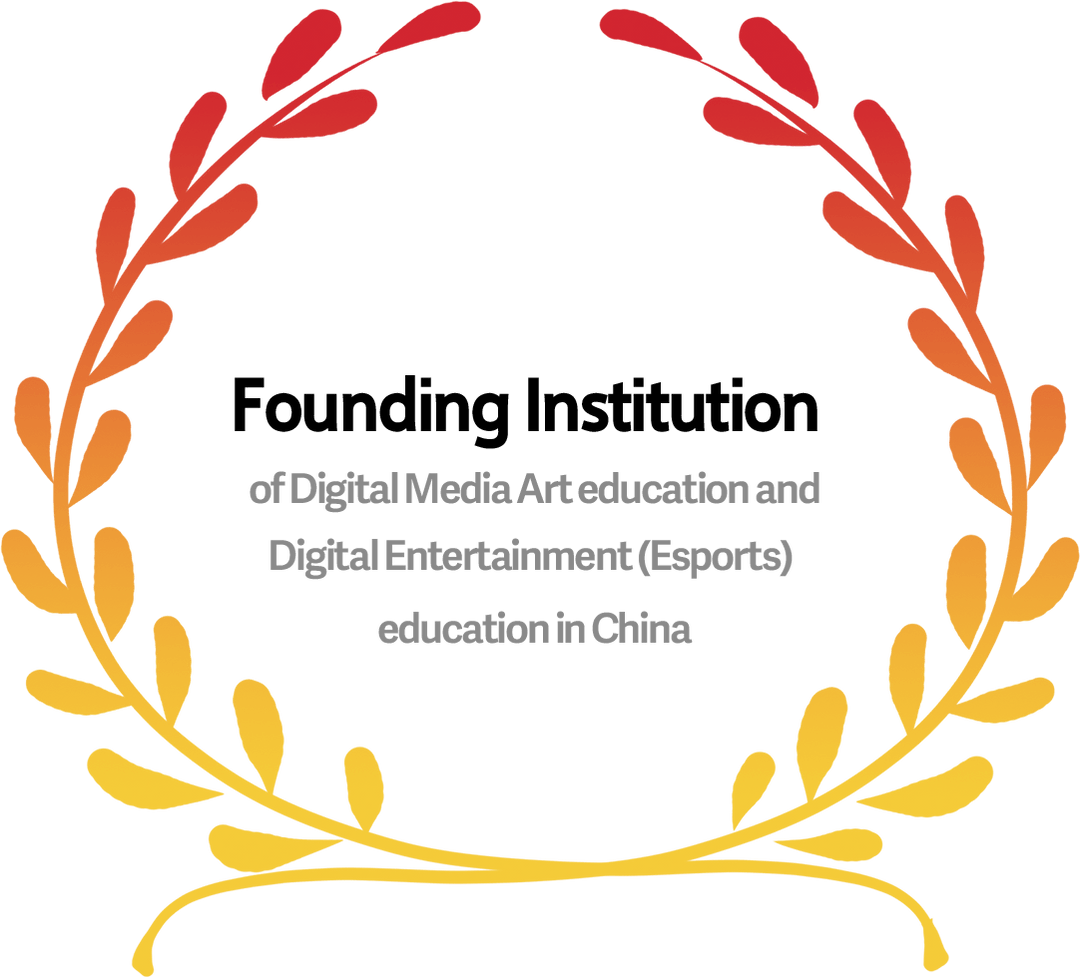 Founding Institution
of Digital Media Art education and
Digital Entertainment (Esports)
education in China